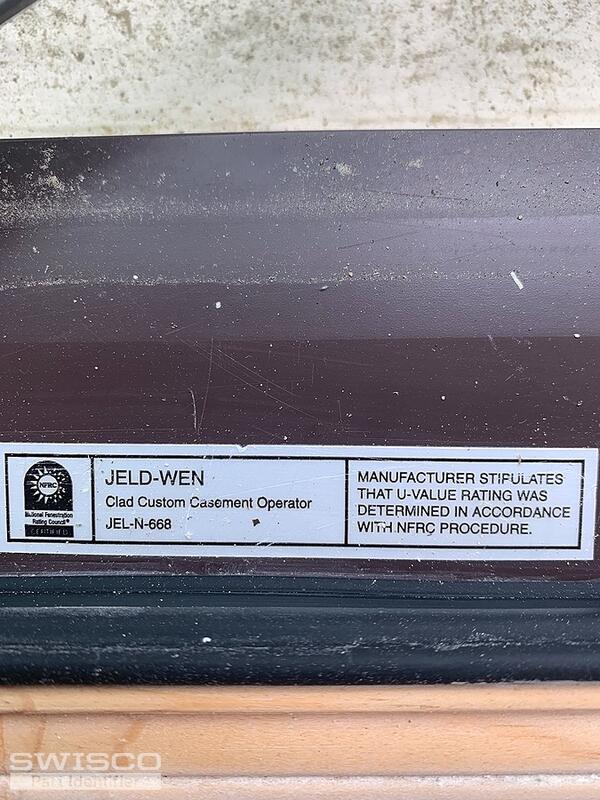 NFRC
National Fenestration
Rating Council®
CERTIFIED
JELD-WEN
Clad Custom Casement Operator
JEL-N-668
MANUFACTURER STIPULATES
THAT U-VALUE RATING WAS
DETERMINED IN ACCORDANCE
WITH NFRC PROCEDURE.
SWISCO
Part Identifier